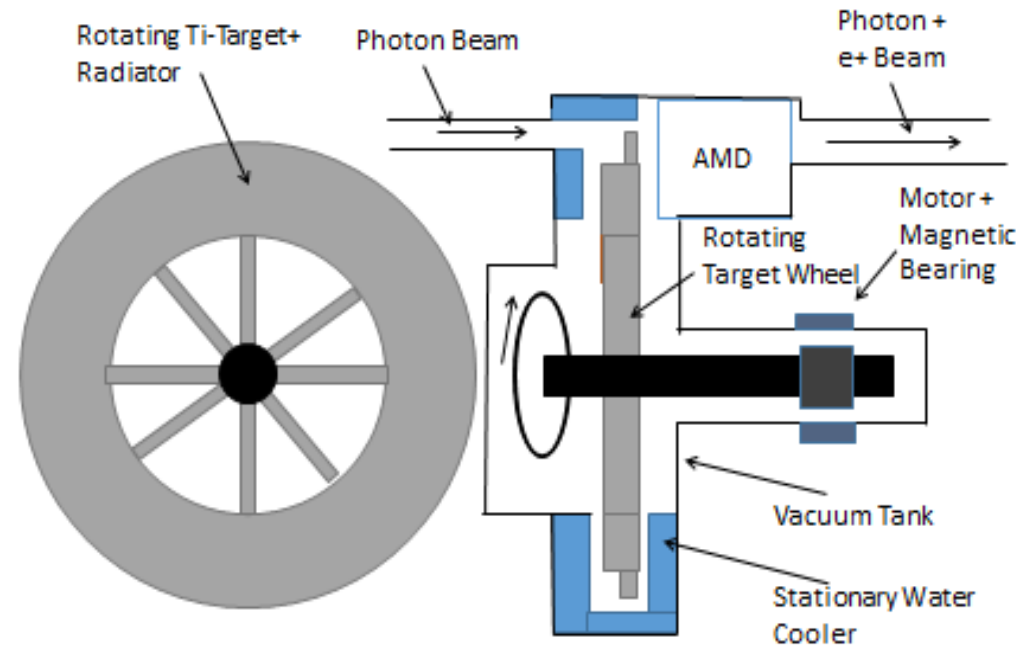 Rotating Ti-Target+
Radiator
Photon Beam
Photon +
e+ Beam
AMD
Motor +
Magnetic
Bearing
Rotating
Target Wheel
Vacuum Tank
Stationary Water
Cooler